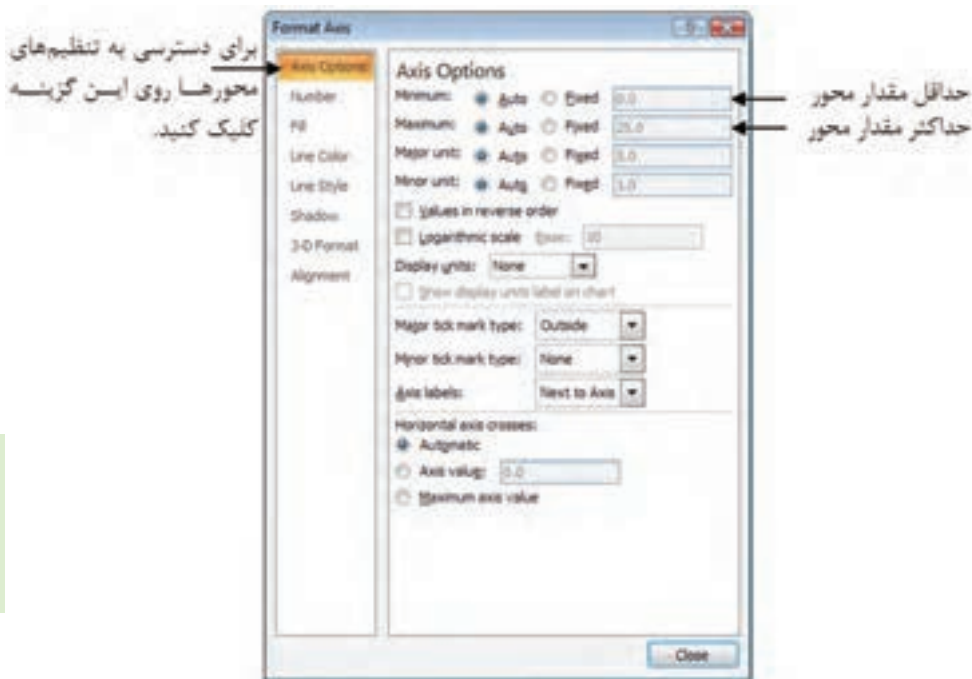 Format Axis
برای دسترسی به تنظیم‌های
محورهـا روی ایـن گزینـه
کلیک کنید.
Axis Options
Number
Fill
Line Color
Line Style
Shadow
3-D Format
Alignment
Axis Options
Minimum: Auto Fixed 0.0
Maximum: Auto Fixed 25.0
Major unit: Auto Fixed 5.0
Minor unit: Auto Fixed 1.0
Values in reverse order
Logarithmic scale Base: 10
Display units: None
Show display units label on chart
Major tick mark type: Outside
Minor tick mark type: None
Axis labels: Next to Axis
Horizontal axis crosses:
Automatic
Axis value: 0.0
Maximum axis value
Close
حداقل مقدار محور
حداکثر مقدار محور